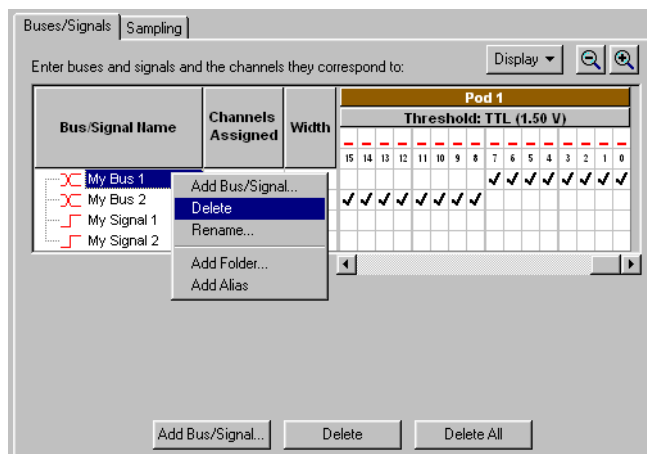 Buses/Signals Sampling
Enter buses and signals and the channels they correspond to:
Display
Bus/Signal Name
Channels Assigned
Width
Pod 1
Threshold: TTL (1.50 V)
15 14 13 12 11 10 9 8 7 6 5 4 3 2 1 0
My Bus 1
My Bus 2
My Signal 1
My Signal 2
Add Bus/Signal...
Delete
Rename...
Add Folder...
Add Alias
Add Bus/Signal... Delete Delete All